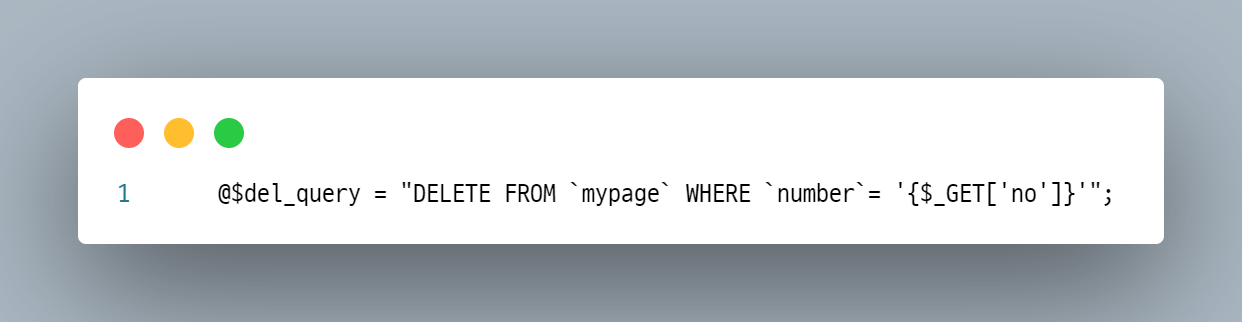 1 @$del_query = "DELETE FROM `mypage` WHERE `number`= '{$_GET['no']}'";